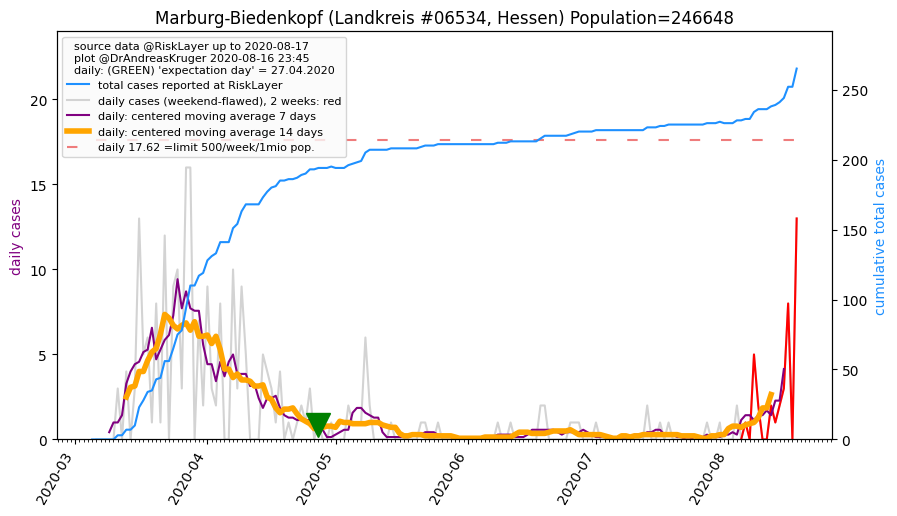 Marburg-Biedenkopf (Landkreis #06534, Hessen) Population=246648
source data @RiskLayer up to 2020-08-17
plot @DrAndreasKruger 2020-08-16 23:45
daily: (GREEN) 'expectation day' = 27.04.2020
total cases reported at RiskLayer
daily cases (weekend-flawed), 2 weeks: red
daily: centered moving average 7 days
daily: centered moving average 14 days
daily 17.62 =limit 500/week/1mio pop.
daily cases
20
15
10
5
0
cumulative total cases
250
200
150
100
50
0
2020-03
2020-04
2020-05
2020-06
2020-07
2020-08